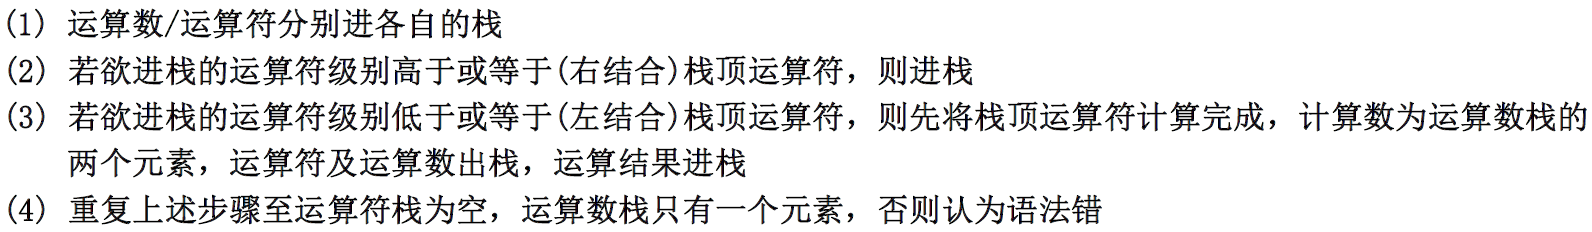 (1) 运算数/运算符分别进各自的栈
(2) 若欲进栈的运算符级别高于或等于(右结合)栈顶运算符，则进栈
(3) 若欲进栈的运算符级别低于或等于(左结合)栈顶运算符，则先将栈顶运算符计算完成，计算数为运算数栈的
两个元素，运算符及运算数出栈，运算结果进栈
(4) 重复上述步骤至运算符栈为空，运算数栈只有一个元素，否则认为语法错